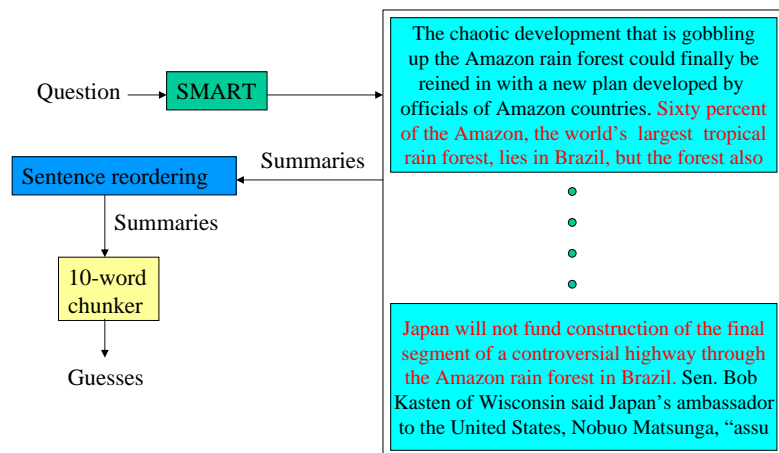 The chaotic development that is gobbling
up the Amazon rain forest could finally be
reined in with a new plan developed by
officials of Amazon countries. Sixty percent
of the Amazon, the world's largest tropical
rain forest, lies in Brazil, but the forest also
Question
SMART
Summaries
Sentence reordering
Summaries
10-word
chunker
Guesses
Japan will not fund construction of the final
segment of a controversial highway through
the Amazon rain forest in Brazil. Sen. Bob
Kasten of Wisconsin said Japan's ambassador
to the United States, Nobuo Matsunga, “assu